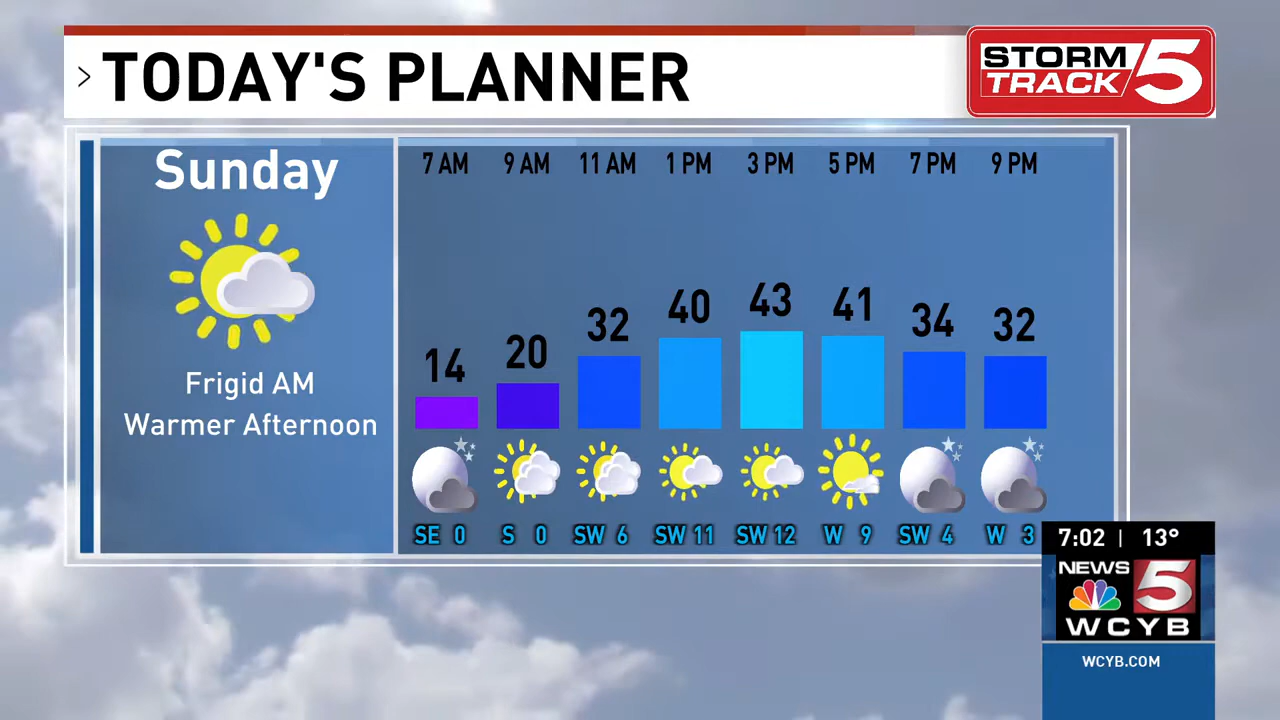 > TODAY'S PLANNER
STORM
TRACK 5
Sunday
Frigid AM
Warmer Afternoon
7 AM 9 AM 11 AM 1 PM 3 PM 5 PM 7 PM 9 PM
14 20 32 40 43 41 34 32
SE 0 S 0 SW 6 SW 11 SW 12 W 9 SW 4 W 3
7:02 | 13°
NEWS 5
WCYB
WCYB.COM